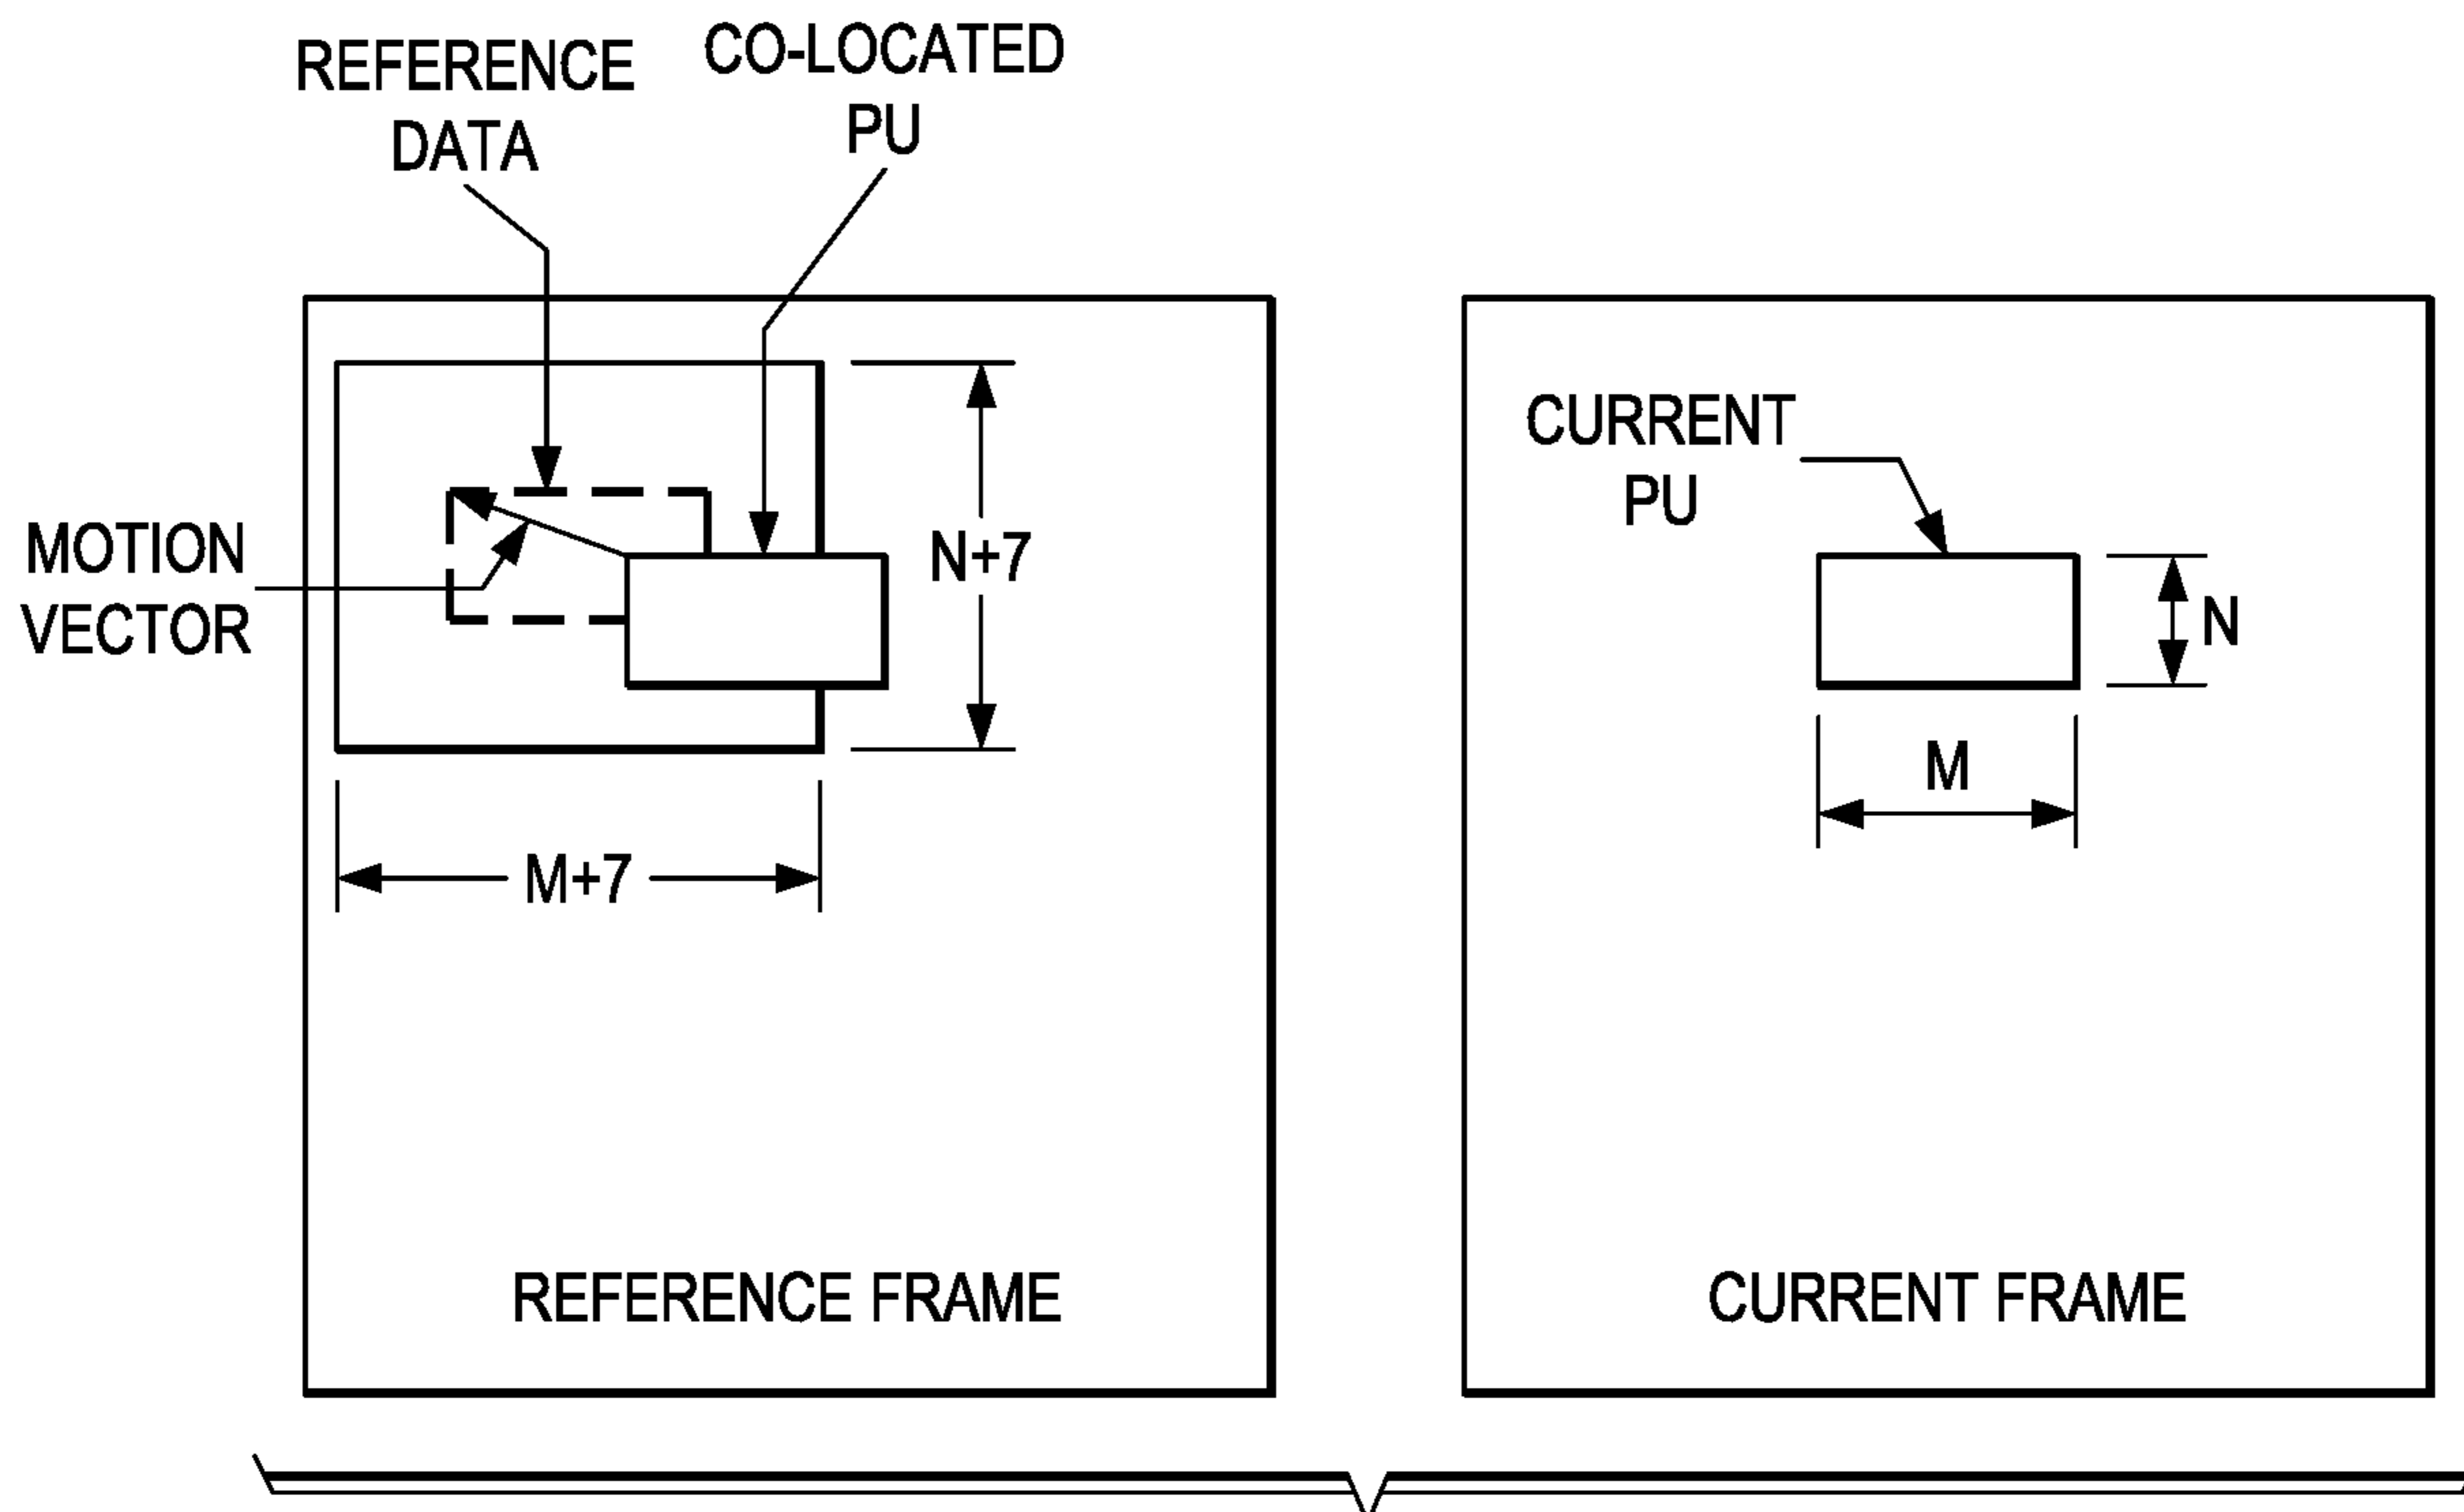 REFERENCE
DATA
CO-LOCATED
PU
MOTION
VECTOR
N+7
M+7
REFERENCE FRAME
CURRENT
PU
N
M
CURRENT FRAME